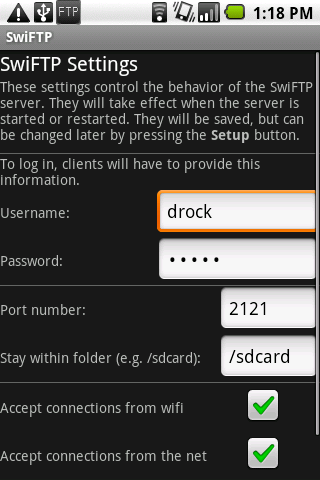 FTP 1:18 PM
SwiFTP
SwiFTP Settings
These settings control the behavior of the SwiFTP
server. They will take effect when the server is
started or restarted. They will be saved, but can
be changed later by pressing the Setup button.
To log in, clients will have to provide this
information.
Username: drock
Password: •••••
Port number: 2121
Stay within folder (e.g. /sdcard): /sdcard
Accept connections from wifi
Accept connections from the net